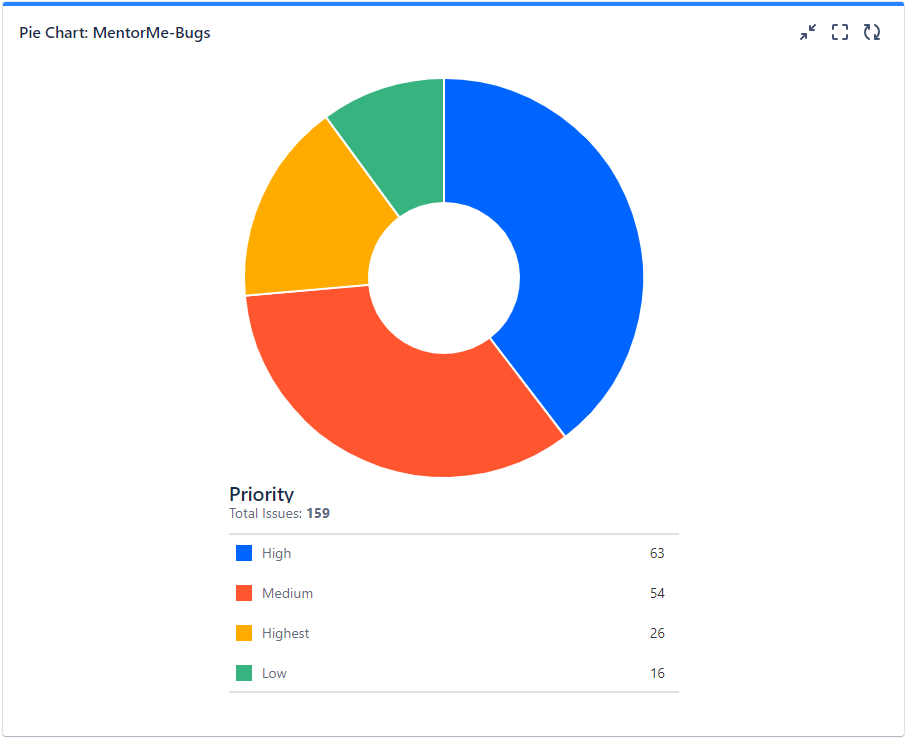 Pie Chart: MentorMe-Bugs
Priority
Total Issues: 159
High 63
Medium 54
Highest 26
Low 16